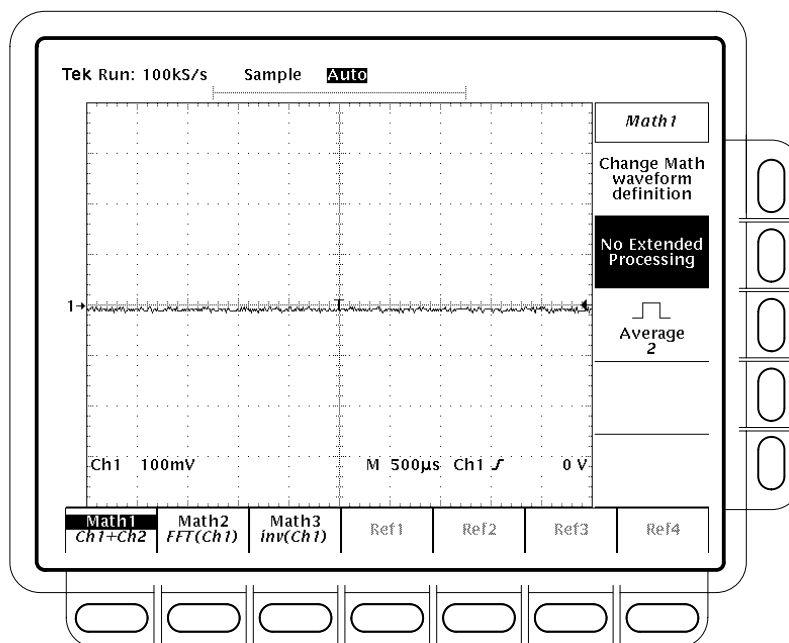 Tek Run: 100kS/s Sample Auto
Math1
Change Math
waveform
definition
No Extended
Processing
Average
2
1
T
Ch1 100mV M 500µs Ch1 0 V
Math1 Math2 Math3 Ref1 Ref2 Ref3 Ref4
Ch1+Ch2 FFT(Ch1) inv(Ch1)